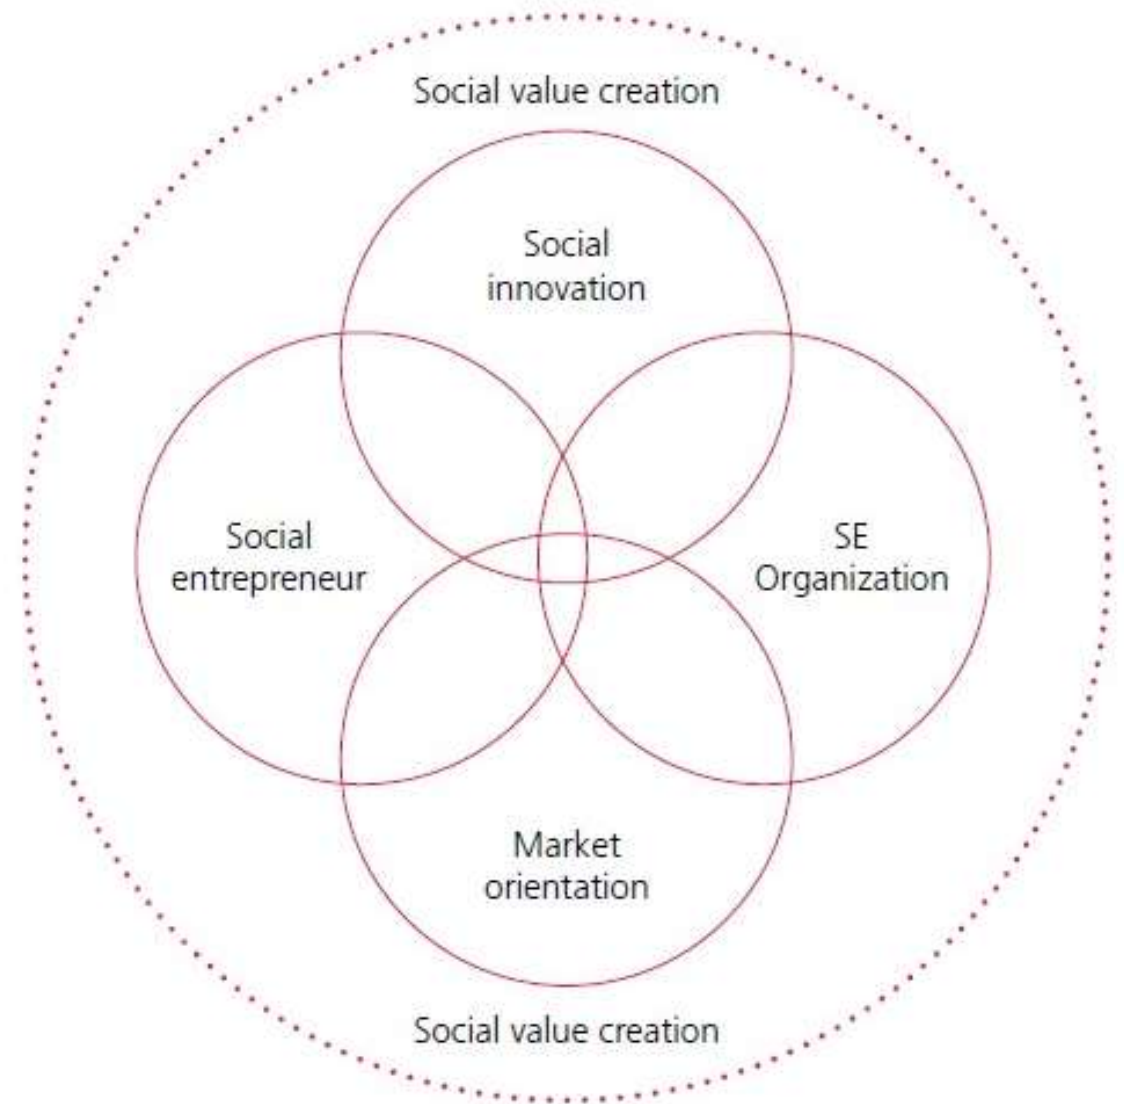 Social value creation
Social
innovation
Social
entrepreneur
SE
Organization
Market
orientation
Social value creation